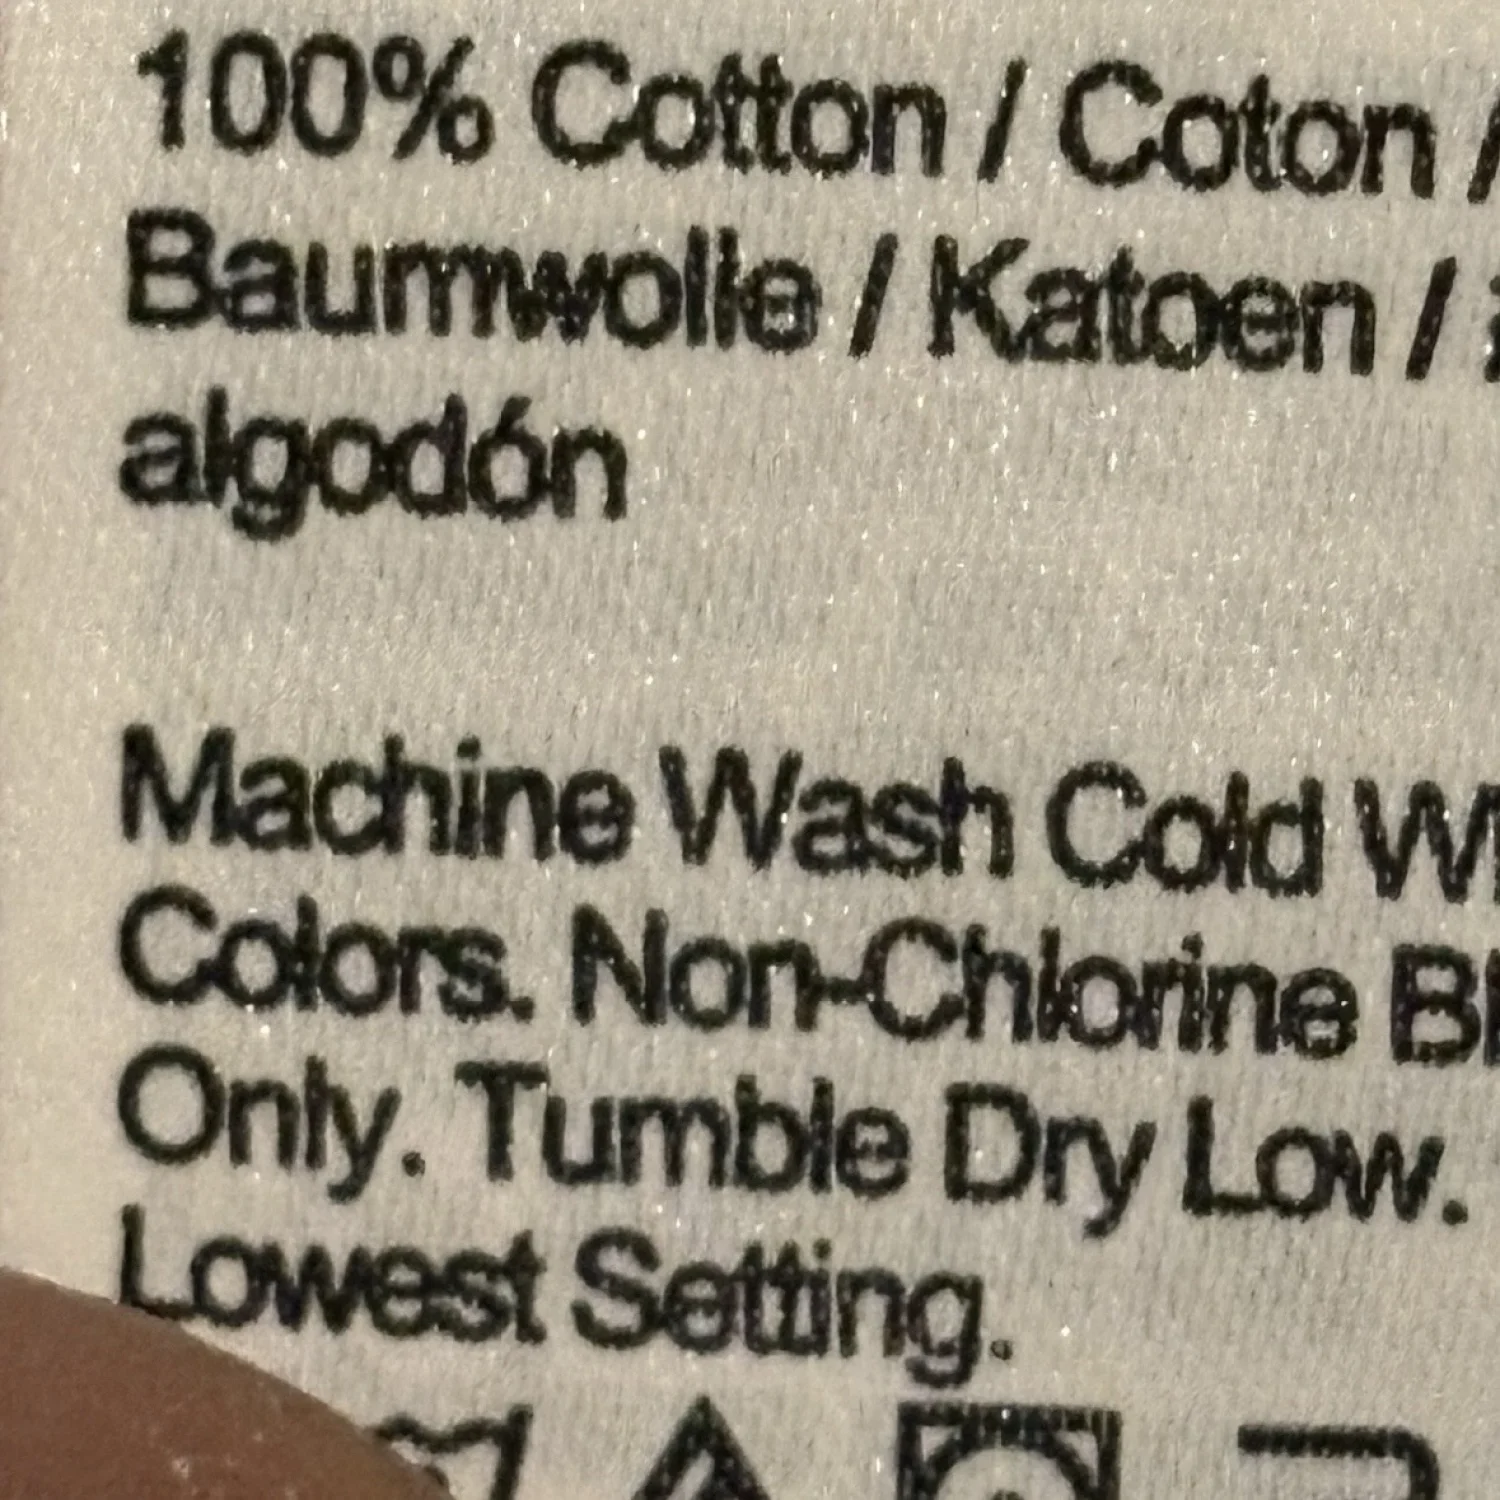 100% Cotton / Coton /
Baumwolle / Katoen /
algodón
Machine Wash Cold
Colors. Non-Chlorine
Only. Tumble Dry Low.
Lowest Setting.